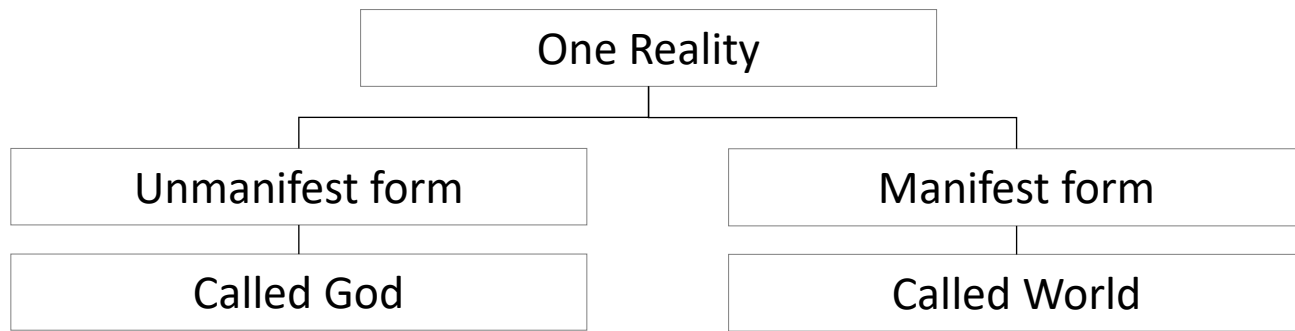 One Reality
Unmanifest form
Manifest form
Called God
Called World